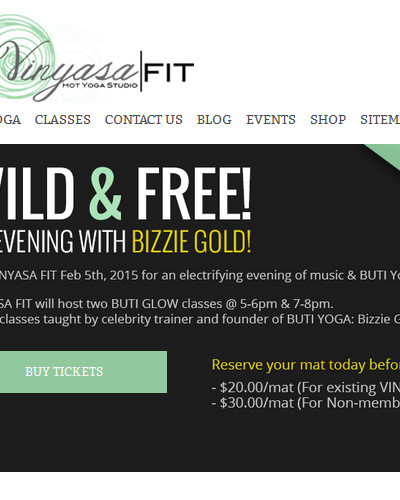 Vinyasa|FIT
HOT YOGA STUDIO
OGA CLASSES CONTACT US BLOG EVENTS SHOP SITEM
WILD & FREE!
EVENING WITH BIZZIE GOLD!
NYASA FIT Feb 5th, 2015 for an electrifying evening of music & BUTI Yo
SA FIT will host two BUTI GLOW classes @ 5-6pm & 7-8pm.
classes taught by celebrity trainer and founder of BUTI YOGA: Bizzie G
BUY TICKETS
Reserve your mat today befor
- $20.00/mat (For existing VIN
- $30.00/mat (For Non-memb